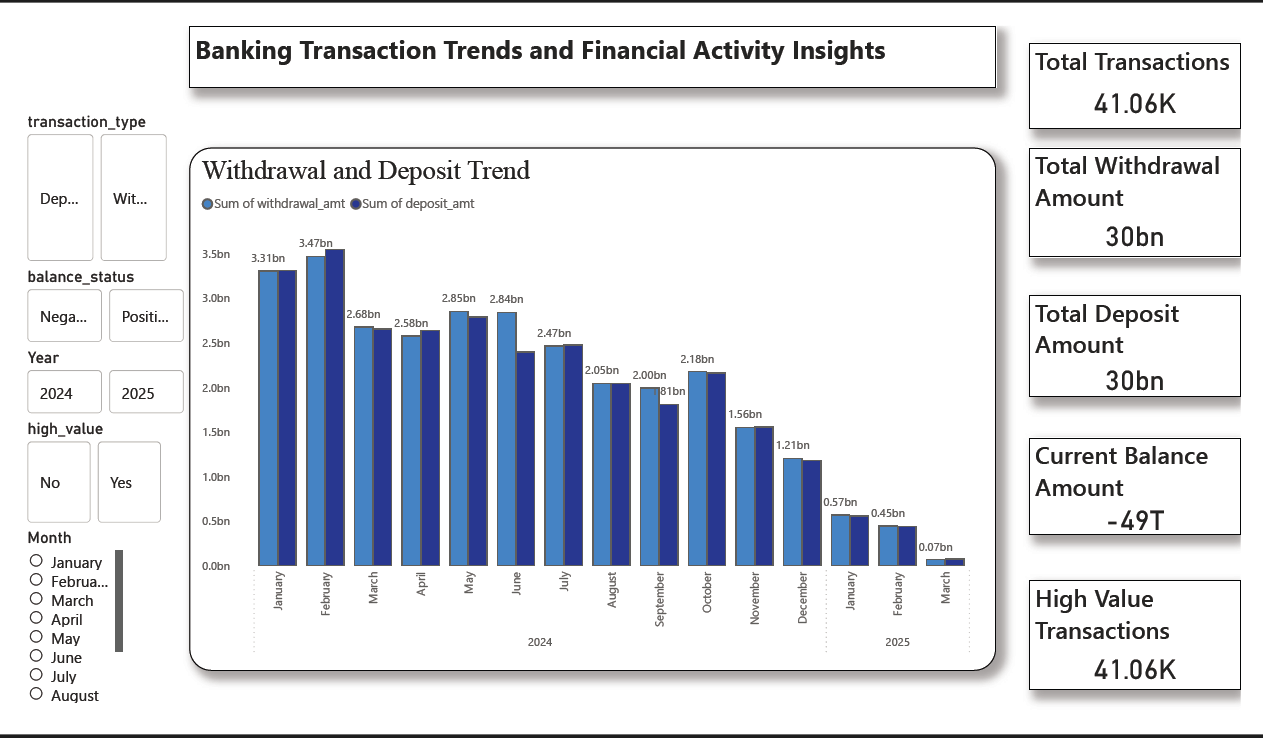 Banking Transaction Trends and Financial Activity Insights
transaction_type
Dep...
Wit...
balance_status
Nega...
Positi...
Year
2024
2025
high_value
No
Yes
Month
January
Februa...
March
April
May
June
July
August
Withdrawal and Deposit Trend
Sum of withdrawal_amt
Sum of deposit_amt
3.5bn
3.0bn
2.5bn
2.0bn
1.5bn
1.0bn
0.5bn
0.0bn
3.31bn
3.47bn
2.68bn
2.58bn
2.85bn
2.84bn
2.47bn
2.05bn
2.00bn
81bn
2.18bn
1.56bn
1.21bn
0.57bn
0.45bn
0.07bn
January
February
March
April
May
June
July
August
September
October
November
December
January
February
March
2024
2025
Total Transactions
41.06K
Total Withdrawal
Amount
30bn
Total Deposit
Amount
30bn
Current Balance
Amount
-49T
High Value
Transactions
41.06K